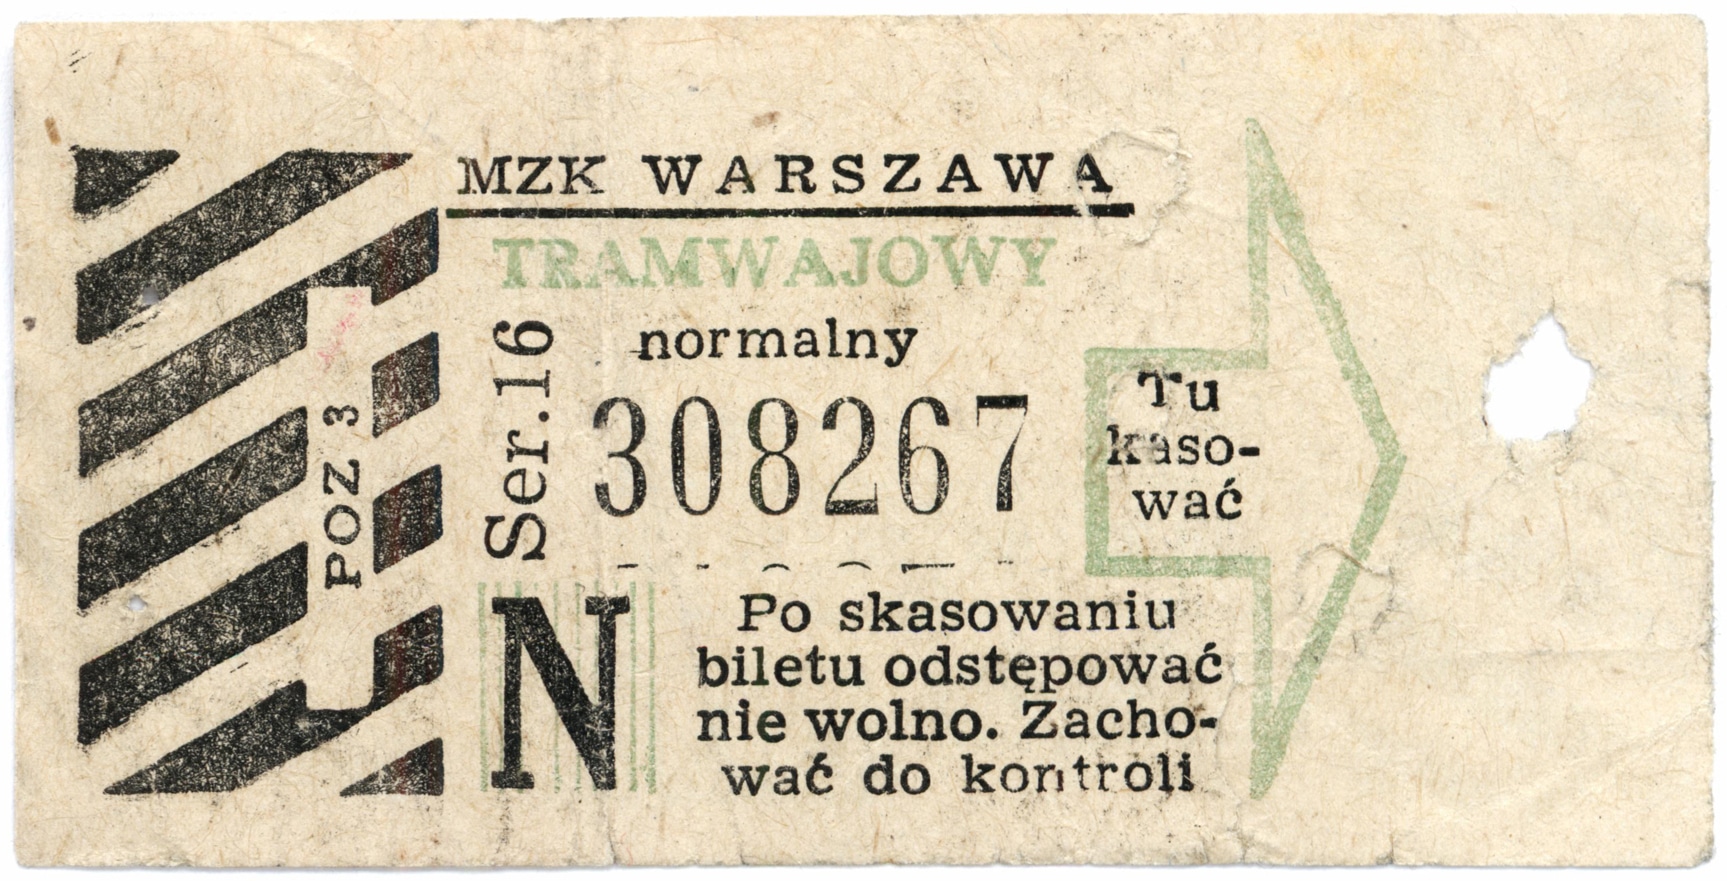 MZK WARSZAWA
TRAMWAJOWY
normalny
Ser.16
308267
POZ 3
Tu
kaso-
wać
N
Po skasowaniu
biletu odstępować
nie wolno. Zacho-
wać do kontroli